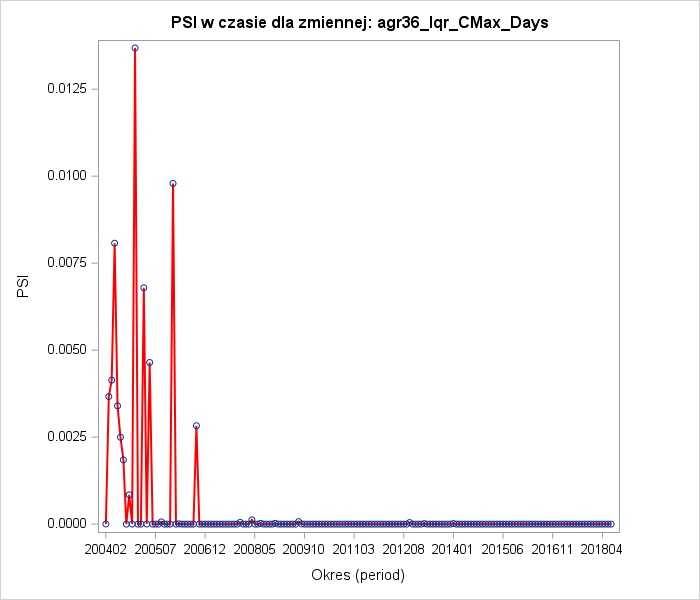 PSI w czasie dla zmiennej: agr36_Iqr_CMax_Days
0.0125
0.0100
0.0075
0.0050
0.0025
0.0000
PSI
200402 200507 200612 200805 200910 201103 201208 201401 201506 201611 201804
Okres (period)